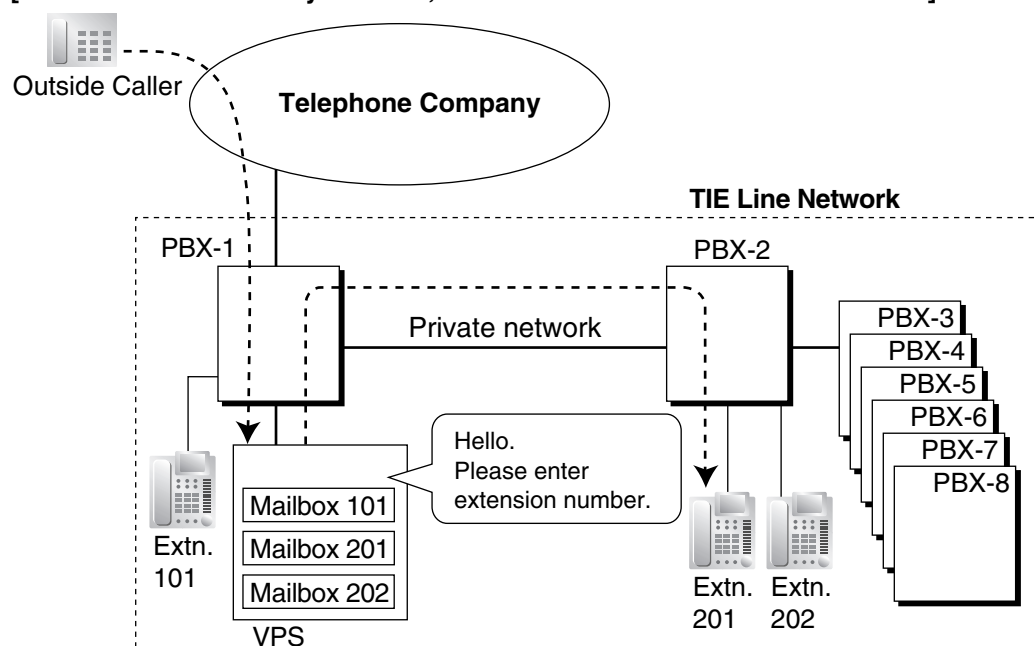 Outside Caller
Telephone Company
TIE Line Network
PBX-1
PBX-2
Private network
PBX-3
PBX-4
PBX-5
PBX-6
PBX-7
PBX-8
Hello.
Please enter
extension number.
Mailbox 101
Mailbox 201
Mailbox 202
VPS
Extn.
101
Extn.
201
Extn.
202